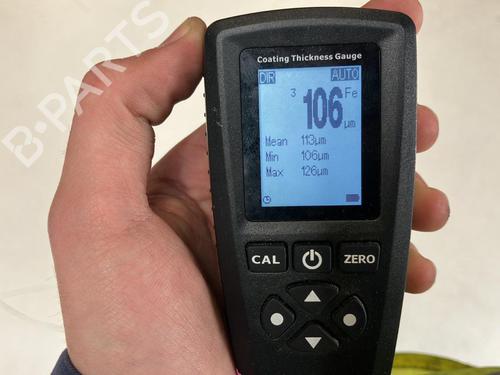 B-PARTS
Coating Thickness Gauge
DIR AUTO
3 106 Fe
µm
Mean 113µm
Min 106µm
Max 126µm
CAL ZERO